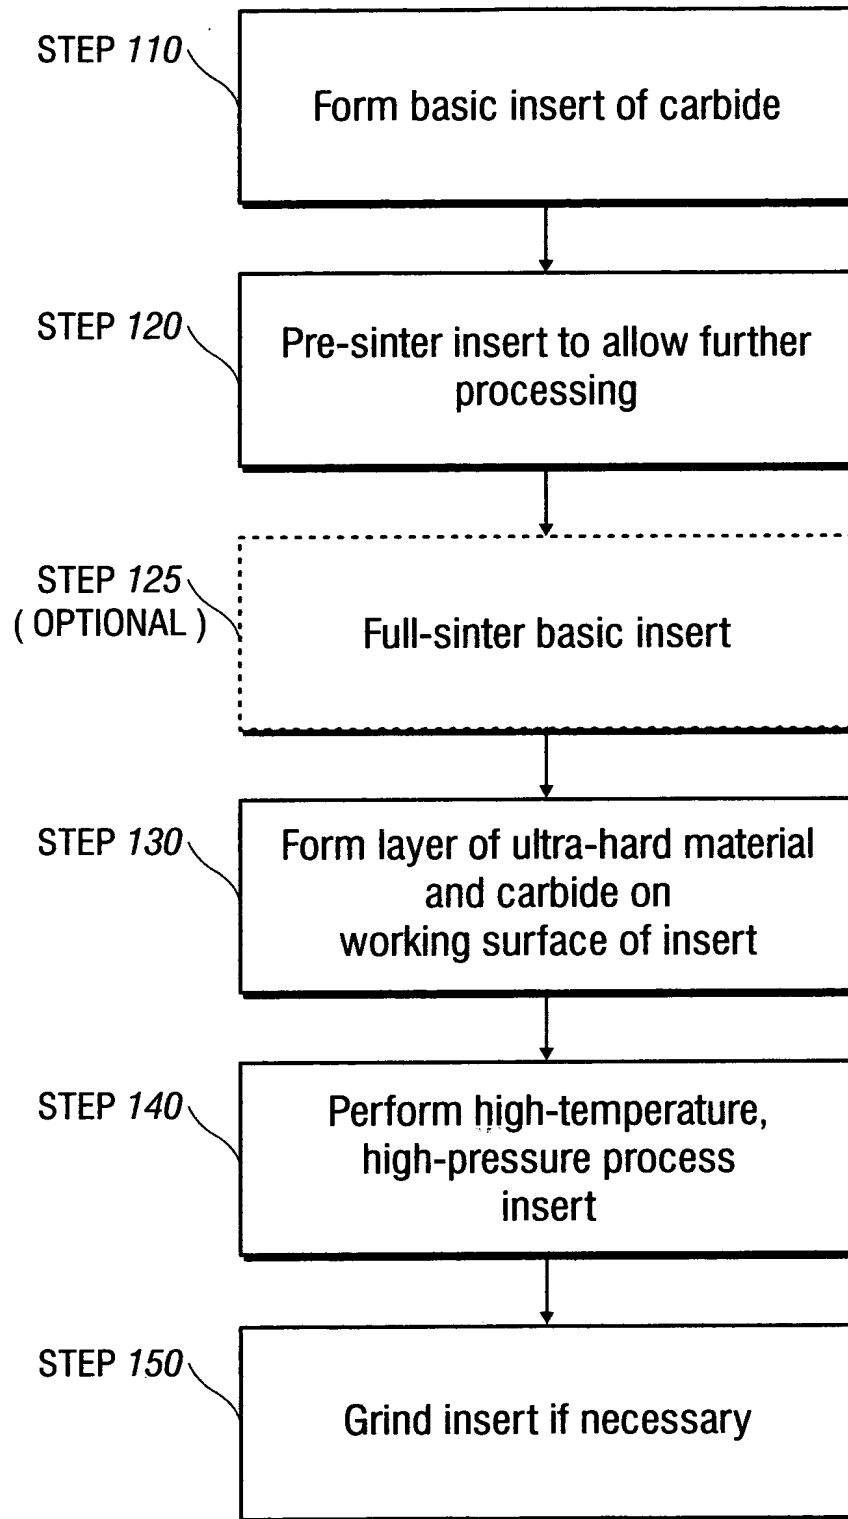 STEP 110
Form basic insert of carbide
STEP 120
Pre-sinter insert to allow further
processing
STEP 125
( OPTIONAL )
Full-sinter basic insert
STEP 130
Form layer of ultra-hard material
and carbide on
working surface of insert
STEP 140
Perform high-temperature,
high-pressure process
insert
STEP 150
Grind insert if necessary